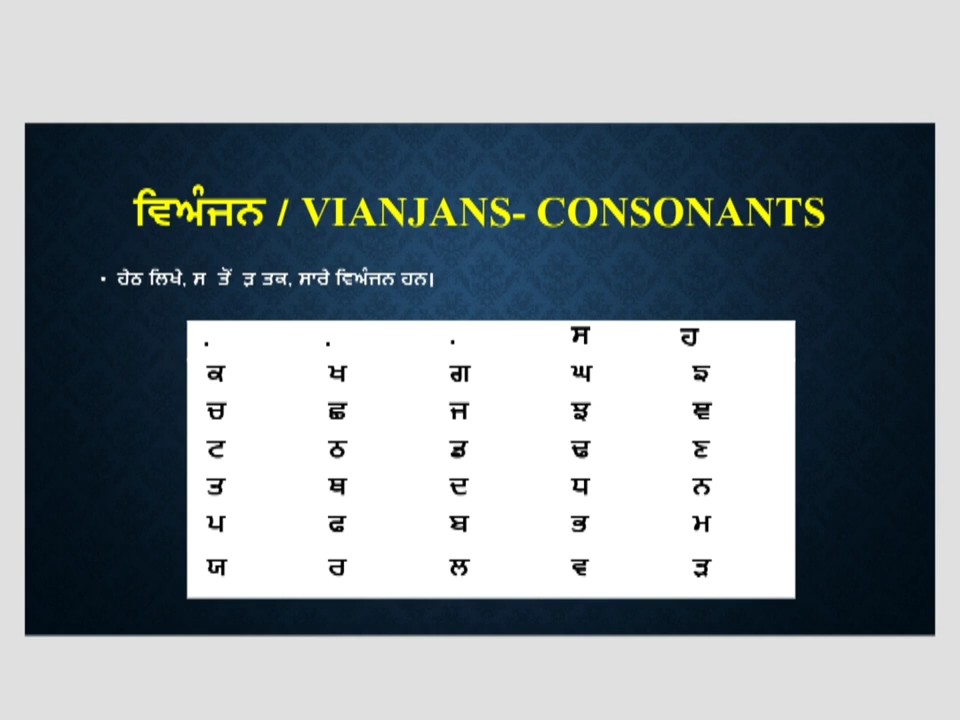 ਵਿਅੰਜਨ / VIANJANS- CONSONANTS
• ਹੇਠ ਲਿਖੇ, ਸ ਤੋਂ ੜ ਤਕ, ਸਾਰੇ ਵਿਅੰਜਨ ਹਨ।
. . . ਸ ਹ
ਕ ਖ ਗ ਘ ਙ
ਚ ਛ ਜ ਝ ਞ
ਟ ਠ ਡ ਢ ਣ
ਤ ਥ ਦ ਧ ਨ
ਪ ਫ ਬ ਭ ਮ
ਯ ਰ ਲ ਵ ੜ